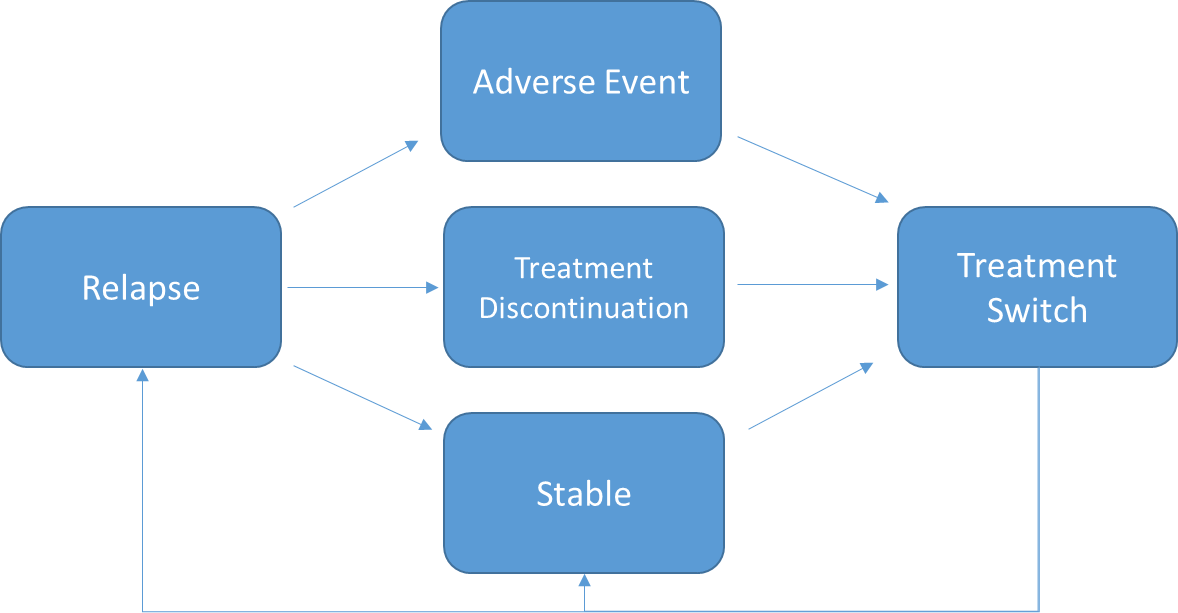 Adverse Event
Relapse
Treatment
Discontinuation
Treatment
Switch
Stable